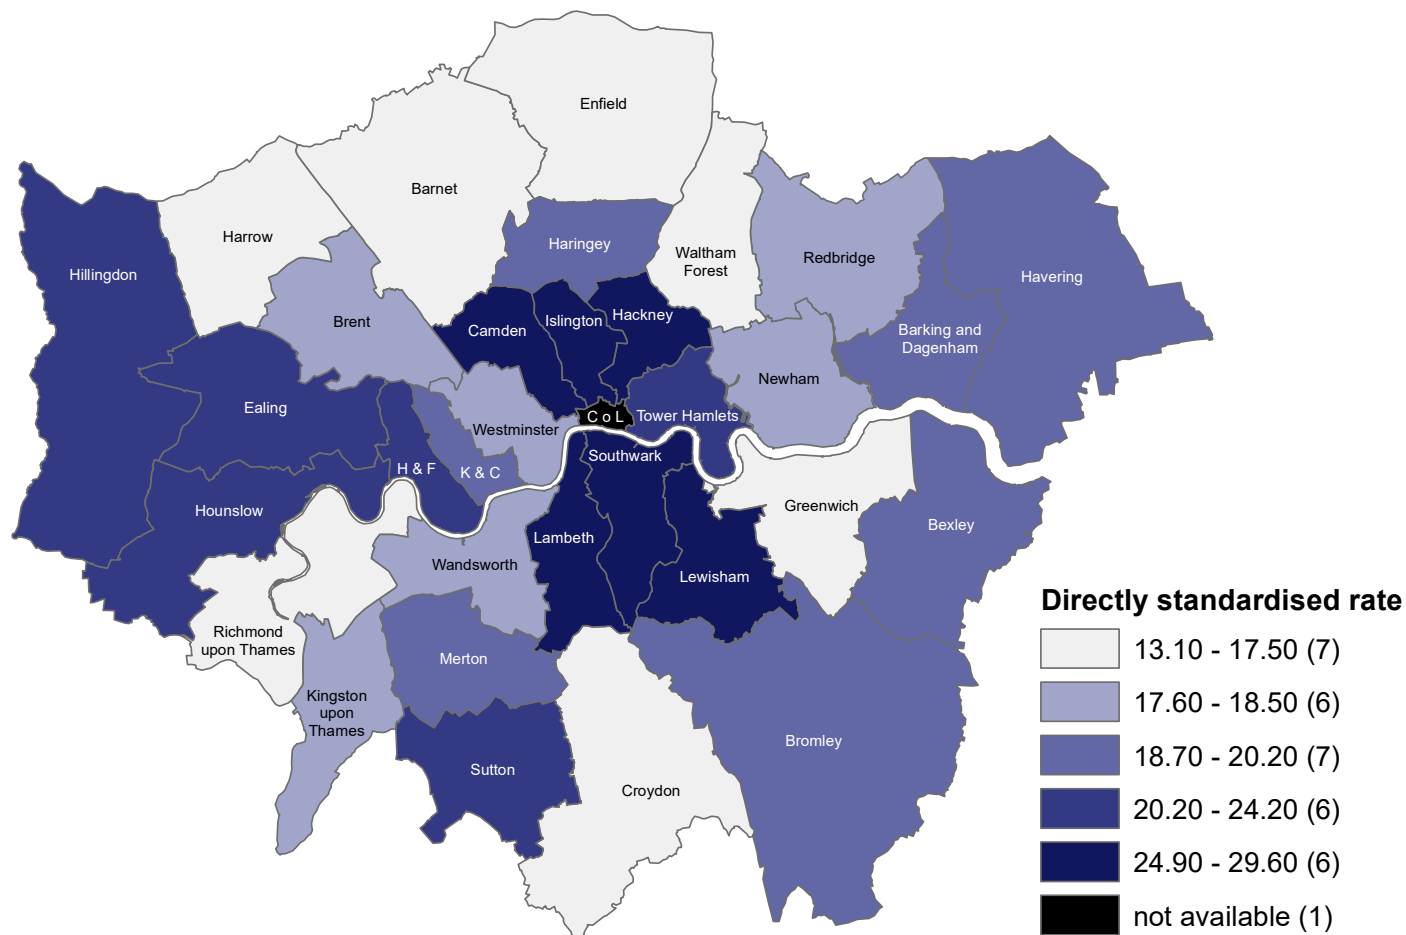 Enfield
Barnet
Harrow
Haringey
Waltham
Forest
Redbridge
Hillingdon
Havering
Brent
Camden
Islington
Hackney
Barking and
Dagenham
Newham
Ealing
Westminster
C o L
Tower Hamlets
H & F
K & C
Southwark
Hounslow
Greenwich
Bexley
Lambeth
Wandsworth
Lewisham
Richmond
upon Thames
Merton
Kingston
upon
Thames
Sutton
Bromley
Croydon
Directly standardised rate
13.10 - 17.50 (7)
17.60 - 18.50 (6)
18.70 - 20.20 (7)
20.20 - 24.20 (6)
24.90 - 29.60 (6)
not available (1)